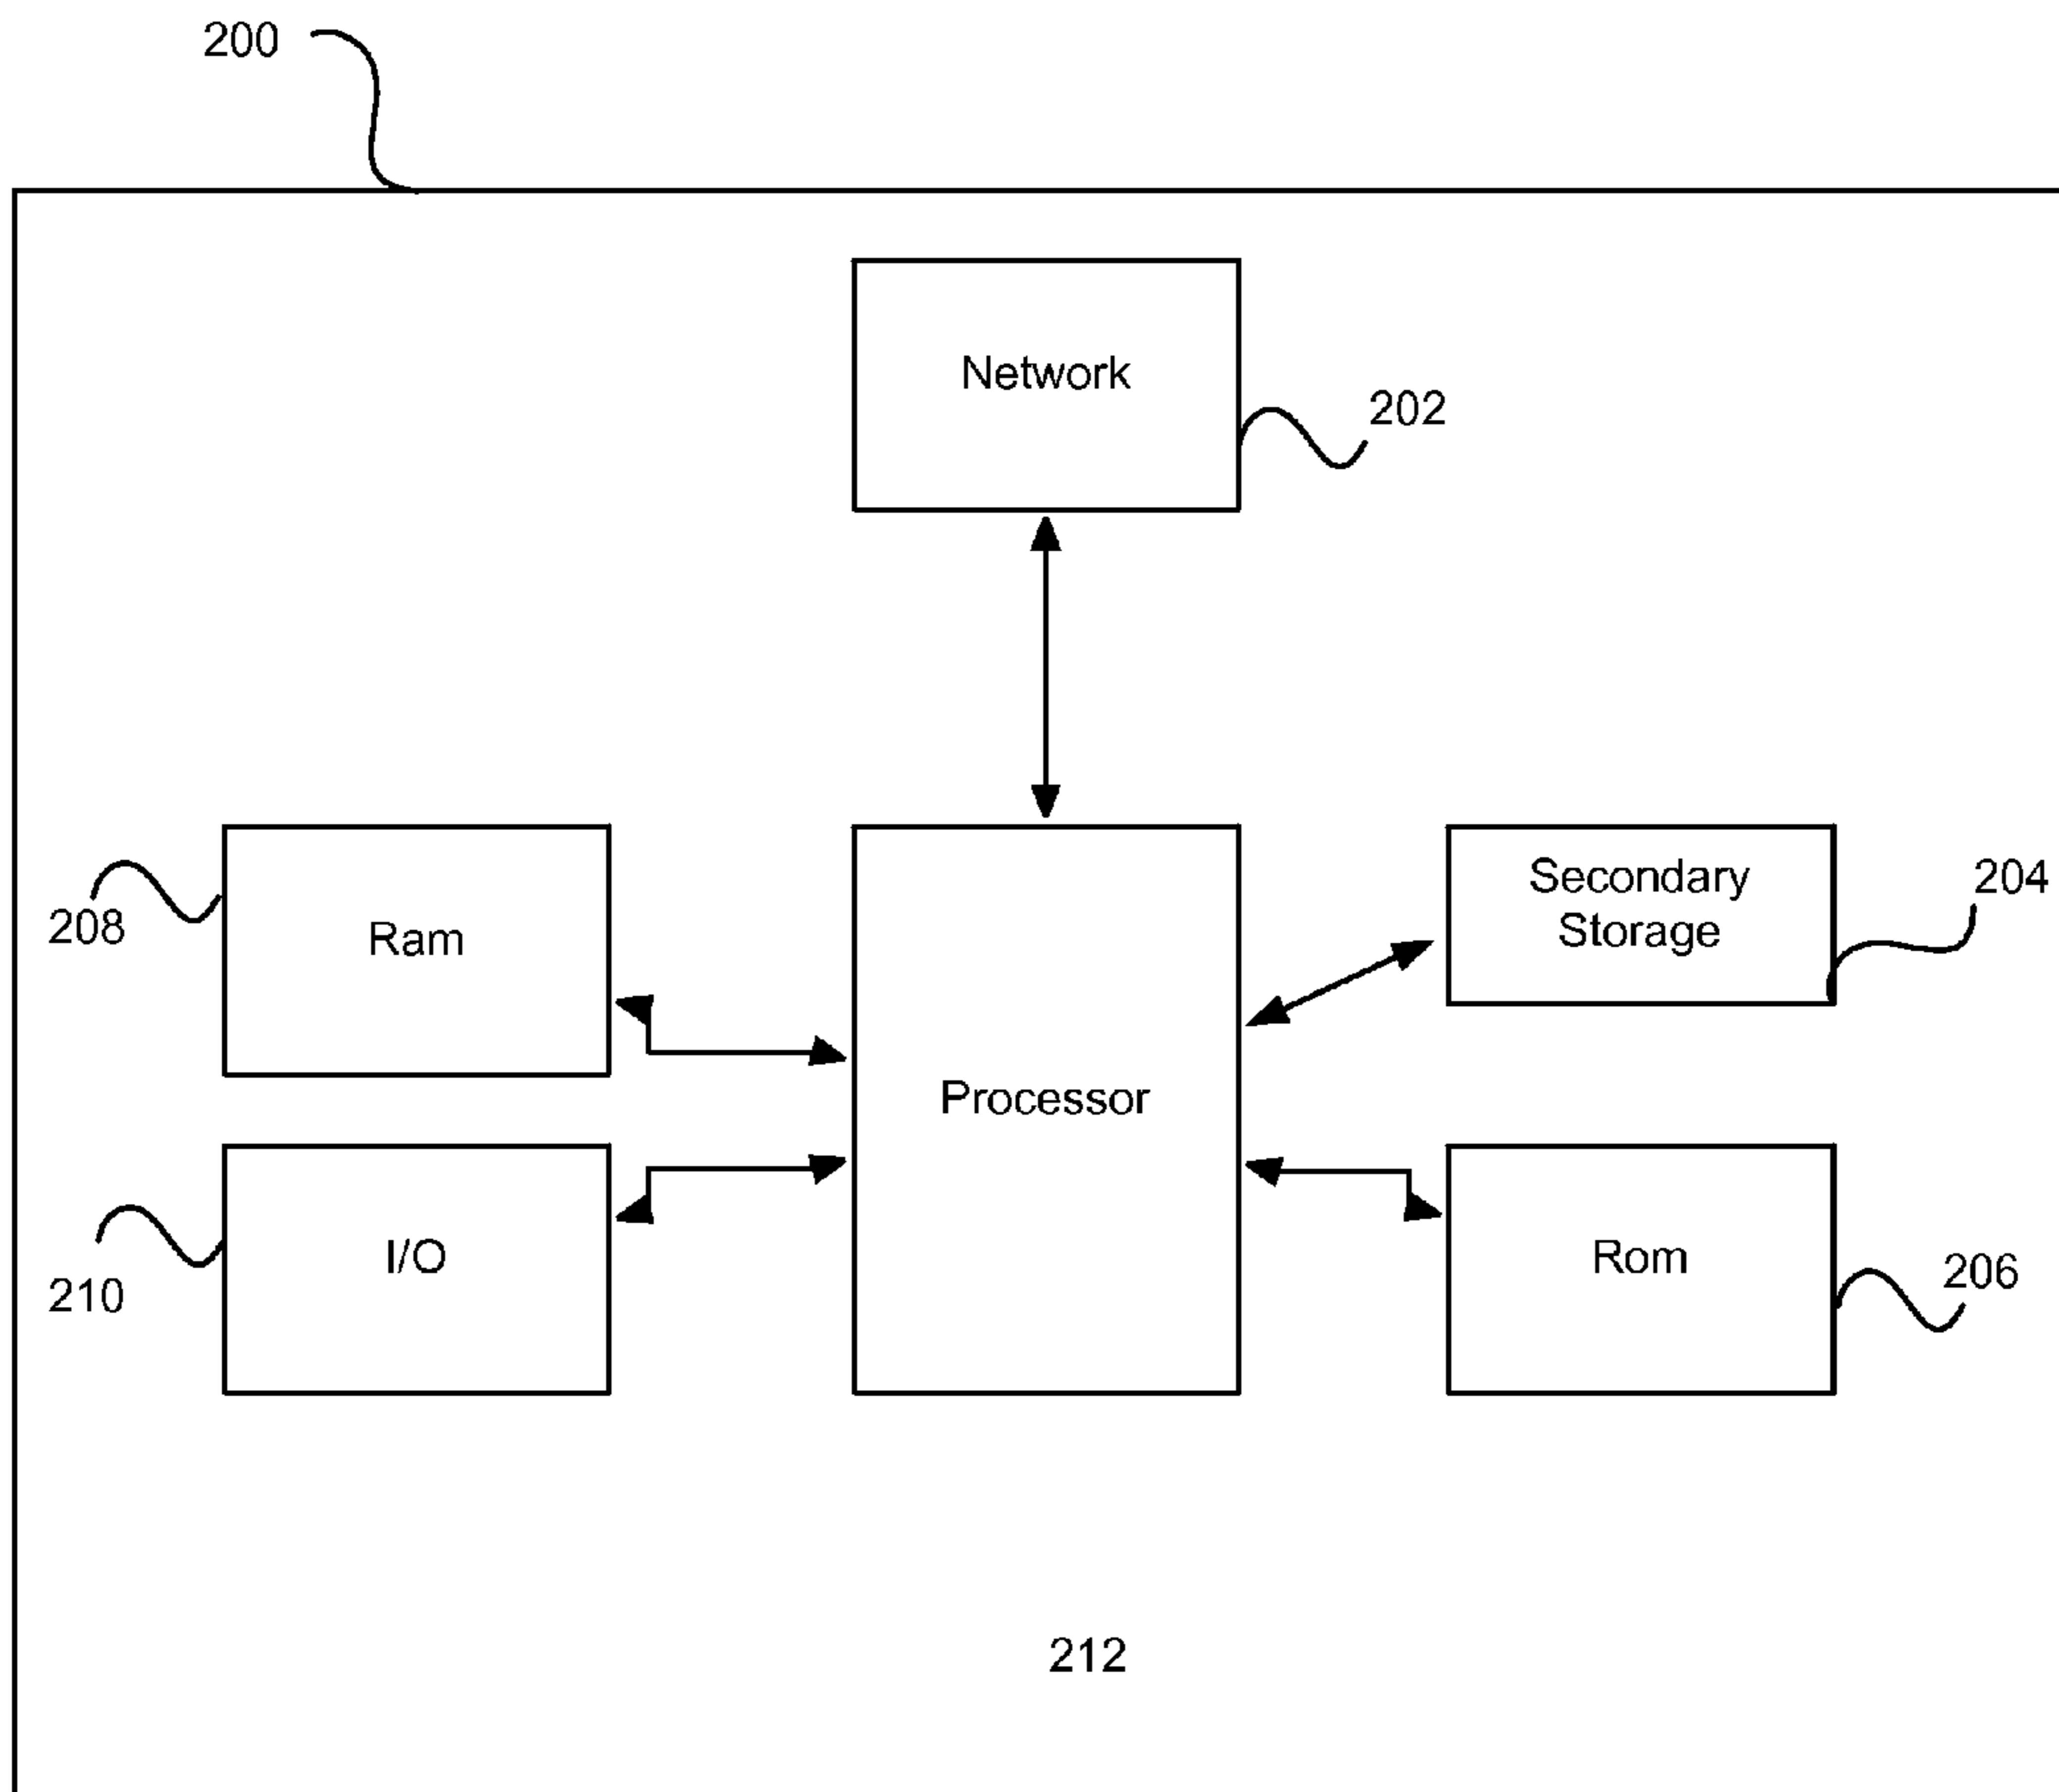 200
Network
202
Secondary
Storage
204
208
Ram
Processor
I/O
210
Rom
206
212